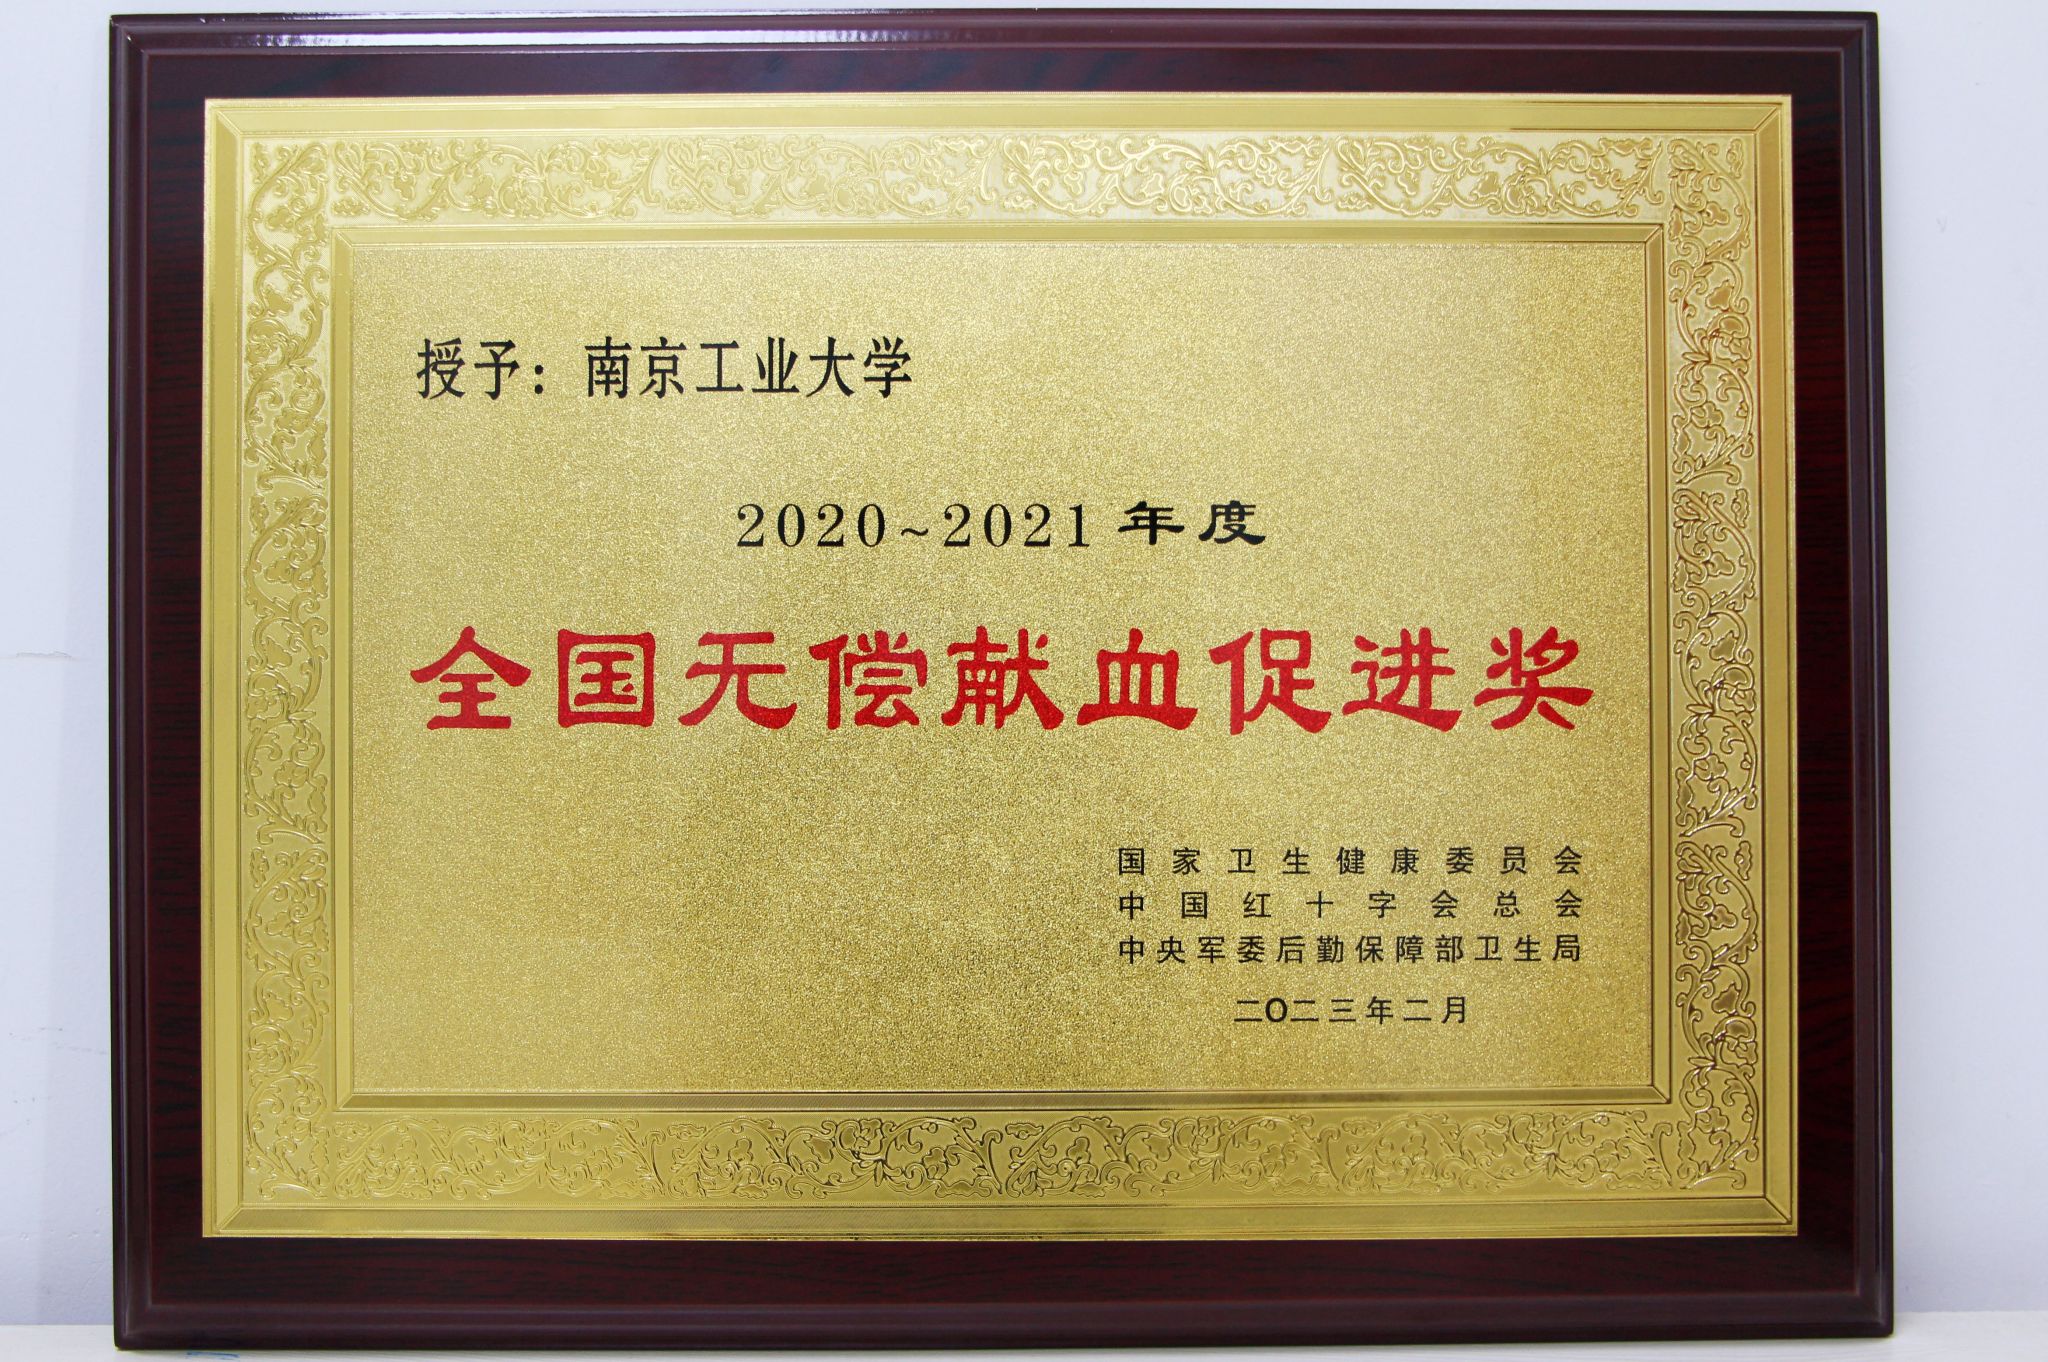 授予：南京工业大学
2020~2021年度
全国无偿献血促进奖
国家卫生健康委员会
中国红十字会总会
中央军委后勤保障部卫生局
二〇二三年二月